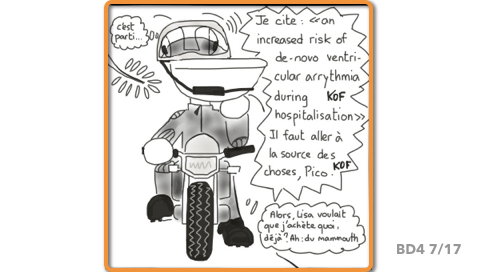 c'est
parti...
Je cite : «an
increased risk of
de-novo ventri-
cular arrythmia
during KOF
hospitalisation»
Il faut aller à
la source des
choses, Pico. KOF
Alors, Lisa voulait
que j'achète quoi,
déjà? Ah: du mammouth
BD4 7/17